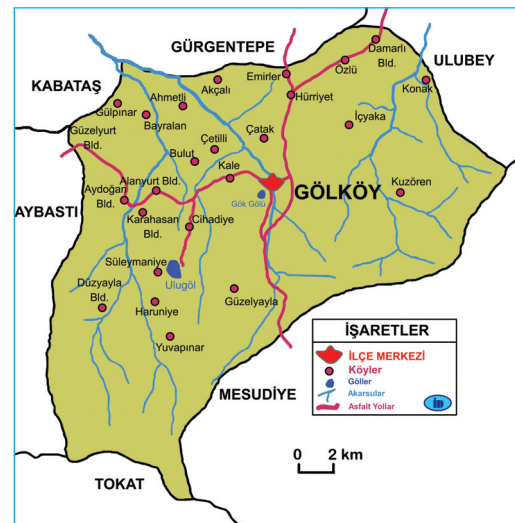 GÜRGENTEPE
Damarlı
Bld.
ULUBEY
Özlü
Emirler
KABATAŞ
Akçalı
Konak
Hürriyet
Ahmetli
Gülpınar
Bayralan
İçyaka
Güzelyurt
Bld.
Çatak
Çetilli
Bulut
Kale
Alanyurt Bld.
Aydoğan
Bld.
GÖLKÖY
Kuzören
Gök Gölü
AYBASTI
Karahasan
Bld.
Cihadiye
Süleymaniye
Ulugöl
Düzyayla
Bld.
Güzelyayla
Haruniye
Yuvapınar
MESUDİYE
TOKAT
İŞARETLER
İLÇE MERKEZİ
Köyler
Göller
Akarsular
Asfalt Yollar
0 2 km